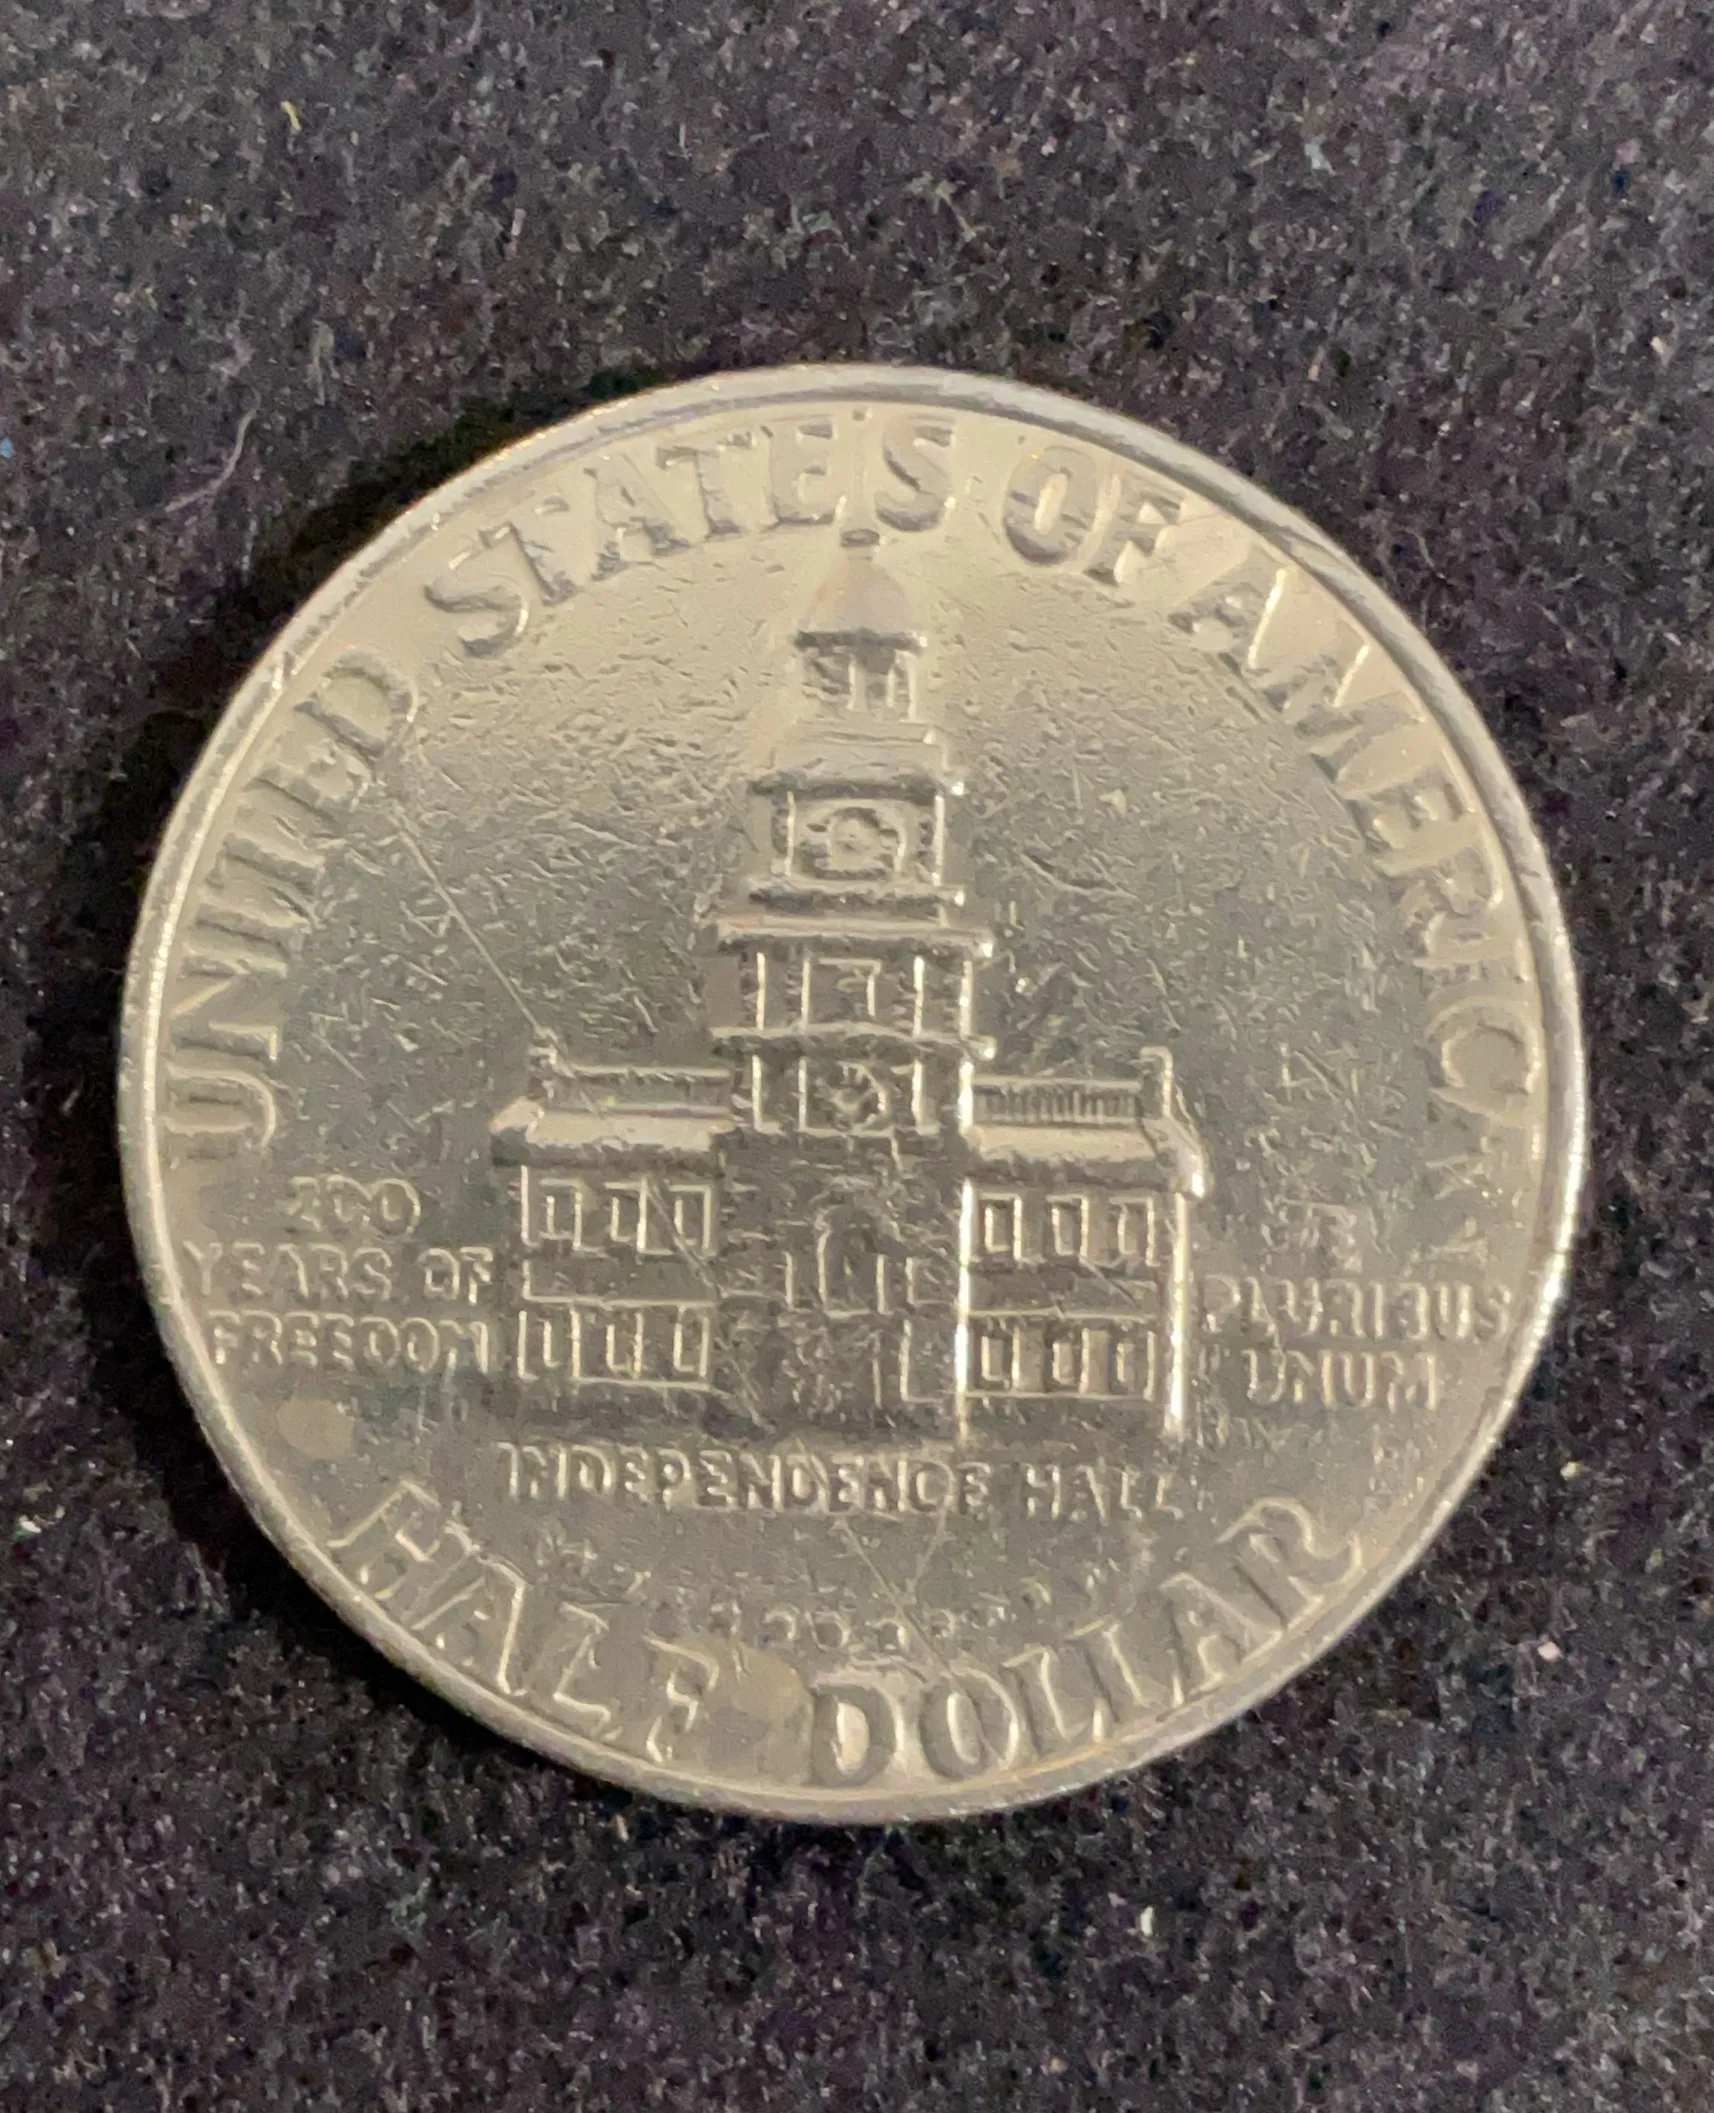 UNITED STATES OF AMERICA
200
YEARS OF
FREEDOM
E
PLURIBUS
UNUM
INDEPENDENCE HALL
HALF DOLLAR